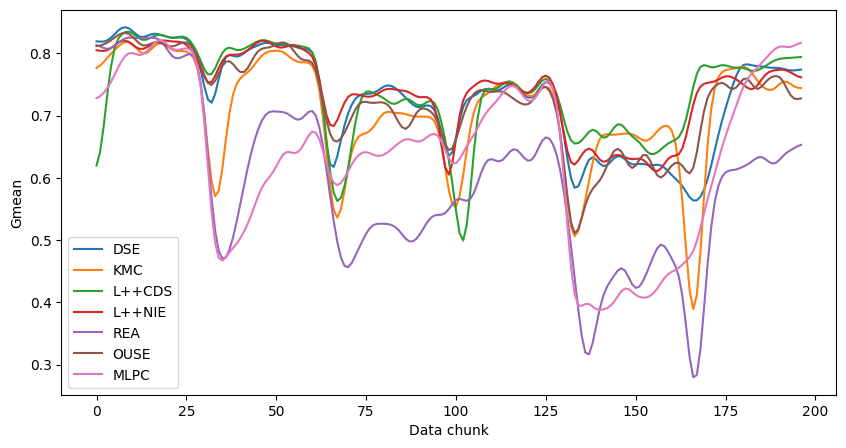 Gmean
0.8
0.7
0.6
0.5
0.4
0.3
DSE
KMC
L++CDS
L++NIE
REA
OUSE
MLPC
0 25 50 75 100 125 150 175 200
Data chunk